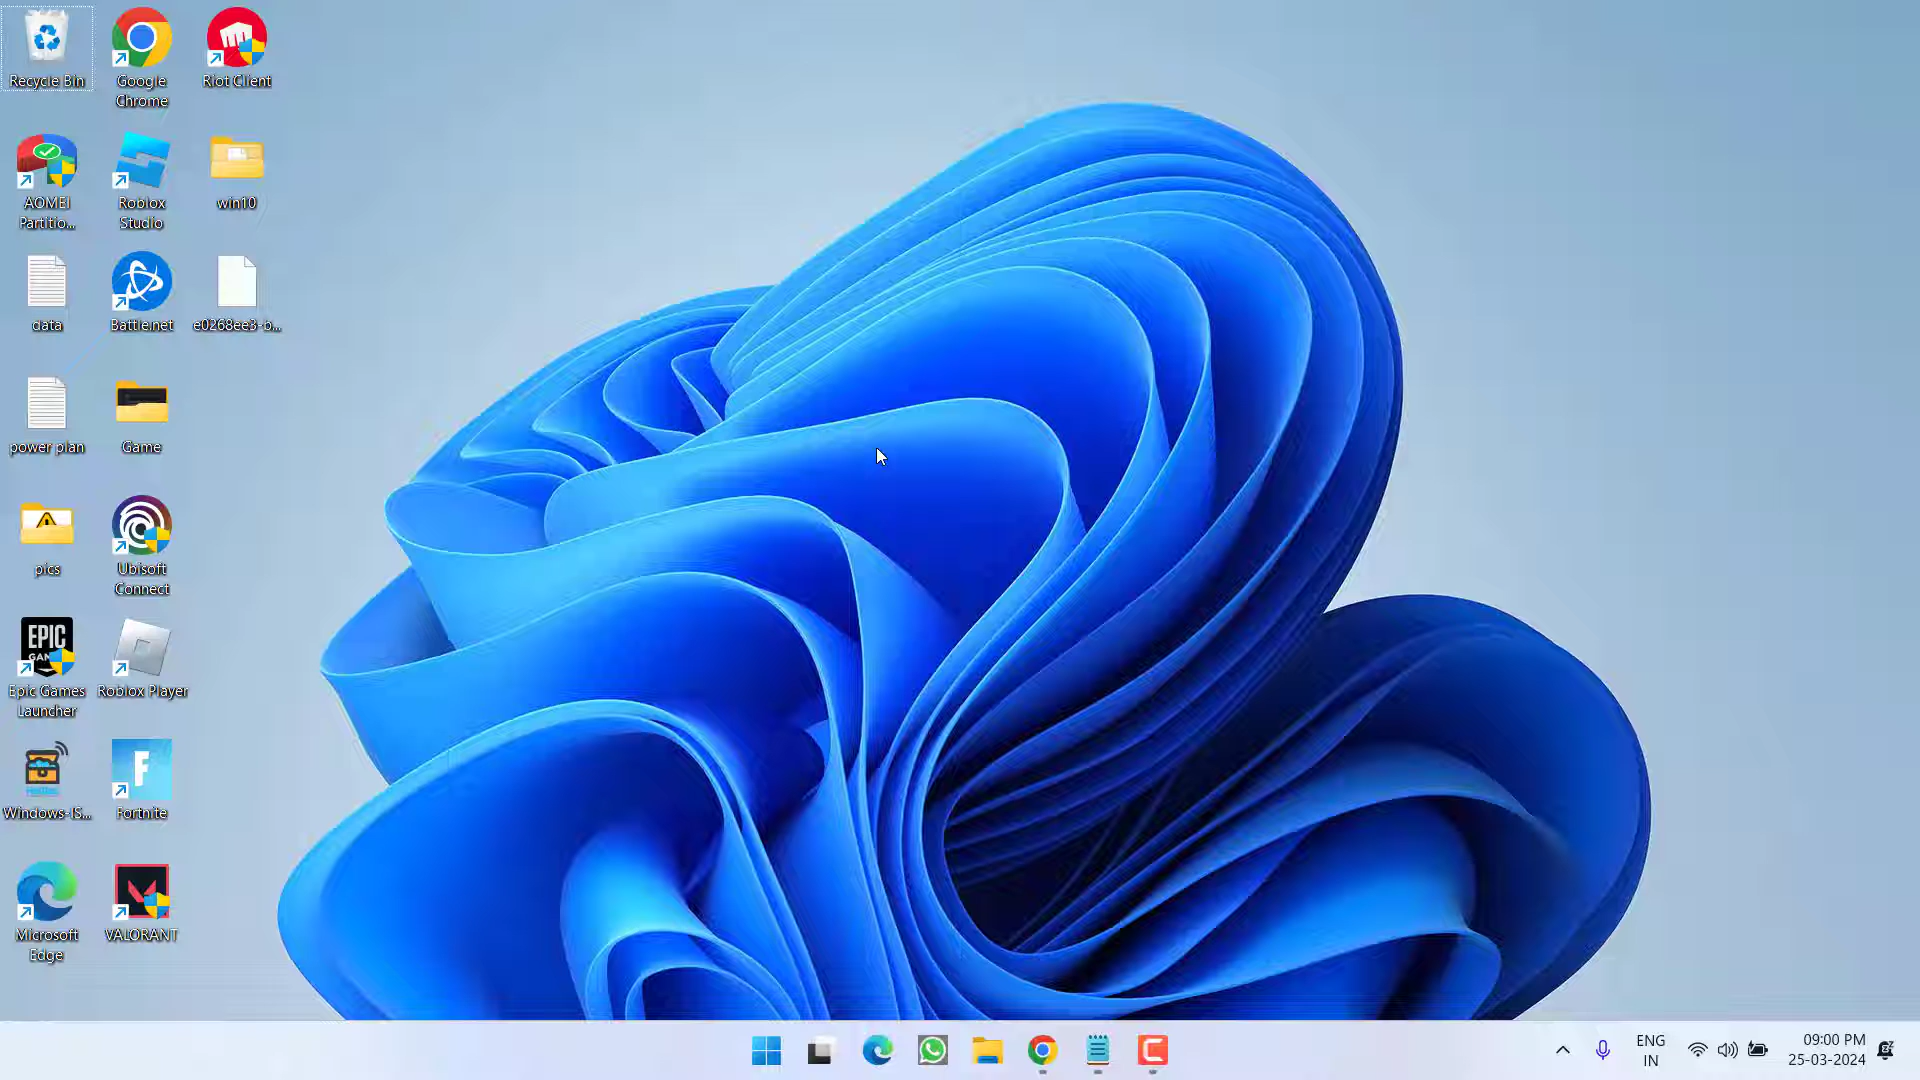 Recycle Bin
Google
Chrome
Riot Client
AOMEI
Partitio...
Roblox
Studio
win10
data
Battle.net
e0268ee3-b...
power plan
Game
pics
Ubisoft
Connect
EPIC
Epic Games
Launcher
Roblox Player
Windows-IS...
F
Fortnite
Microsoft
Edge
VALORANT
ENG
IN
09:00 PM
25-03-2024